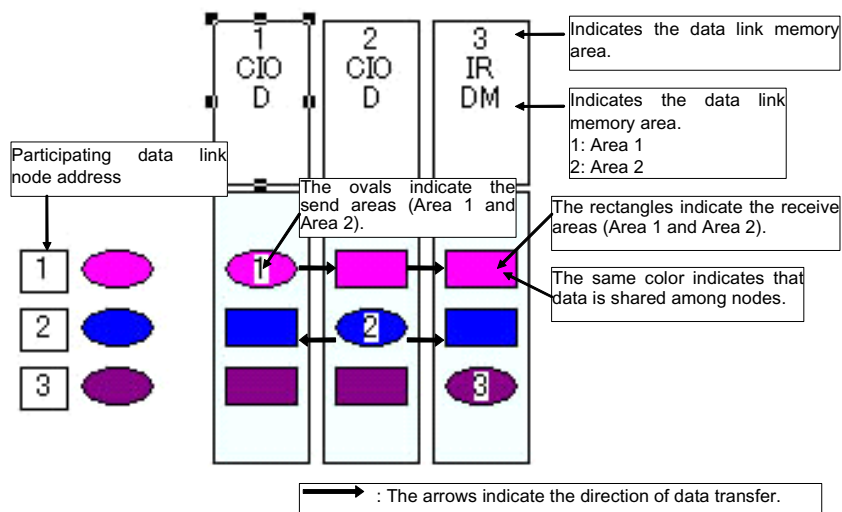 1
CIO
D
2
CIO
D
3
IR
DM
Indicates the data link memory
area.
Indicates the data link
memory area.
1: Area 1
2: Area 2
Participating data link
node address
The ovals indicate the
send areas (Area 1 and
Area 2).
The rectangles indicate the receive
areas (Area 1 and Area 2).
The same color indicates that
data is shared among nodes.
1
1
2
2
3
3
: The arrows indicate the direction of data transfer.